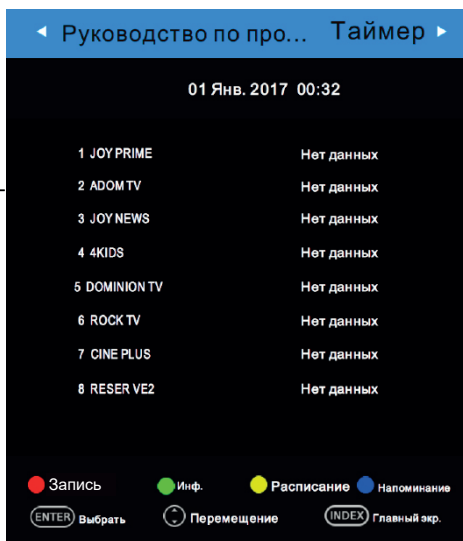 Руководство по про... Таймер
01 Янв. 2017 00:32
1 JOY PRIME Нет данных
2 ADOM TV Нет данных
3 JOY NEWS Нет данных
4 4KIDS Нет данных
5 DOMINION TV Нет данных
6 ROCK TV Нет данных
7 CINE PLUS Нет данных
8 RESER VE2 Нет данных
Запись Инф. Расписание Напоминание
ENTER Выбрать Перемещение INDEX Главный экр.